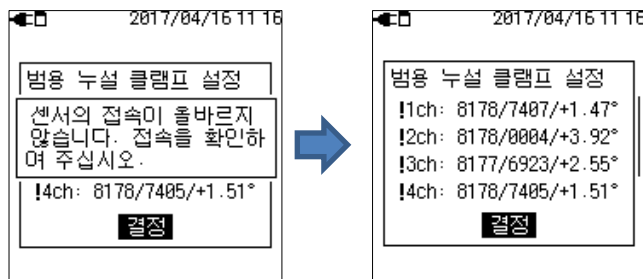 2017/04/16 11 16
범용 누설 클램프 설정
센서의 접속이 올바르지
않습니다. 접속을 확인하
여 주십시오.
!4ch: 8178/7405/+1.51°
결정
2017/04/16 11 16
범용 누설 클램프 설정
!1ch: 8178/7407/+1.47°
!2ch: 8178/0004/+3.92°
!3ch: 8177/6923/+2.55°
!4ch: 8178/7405/+1.51°
결정